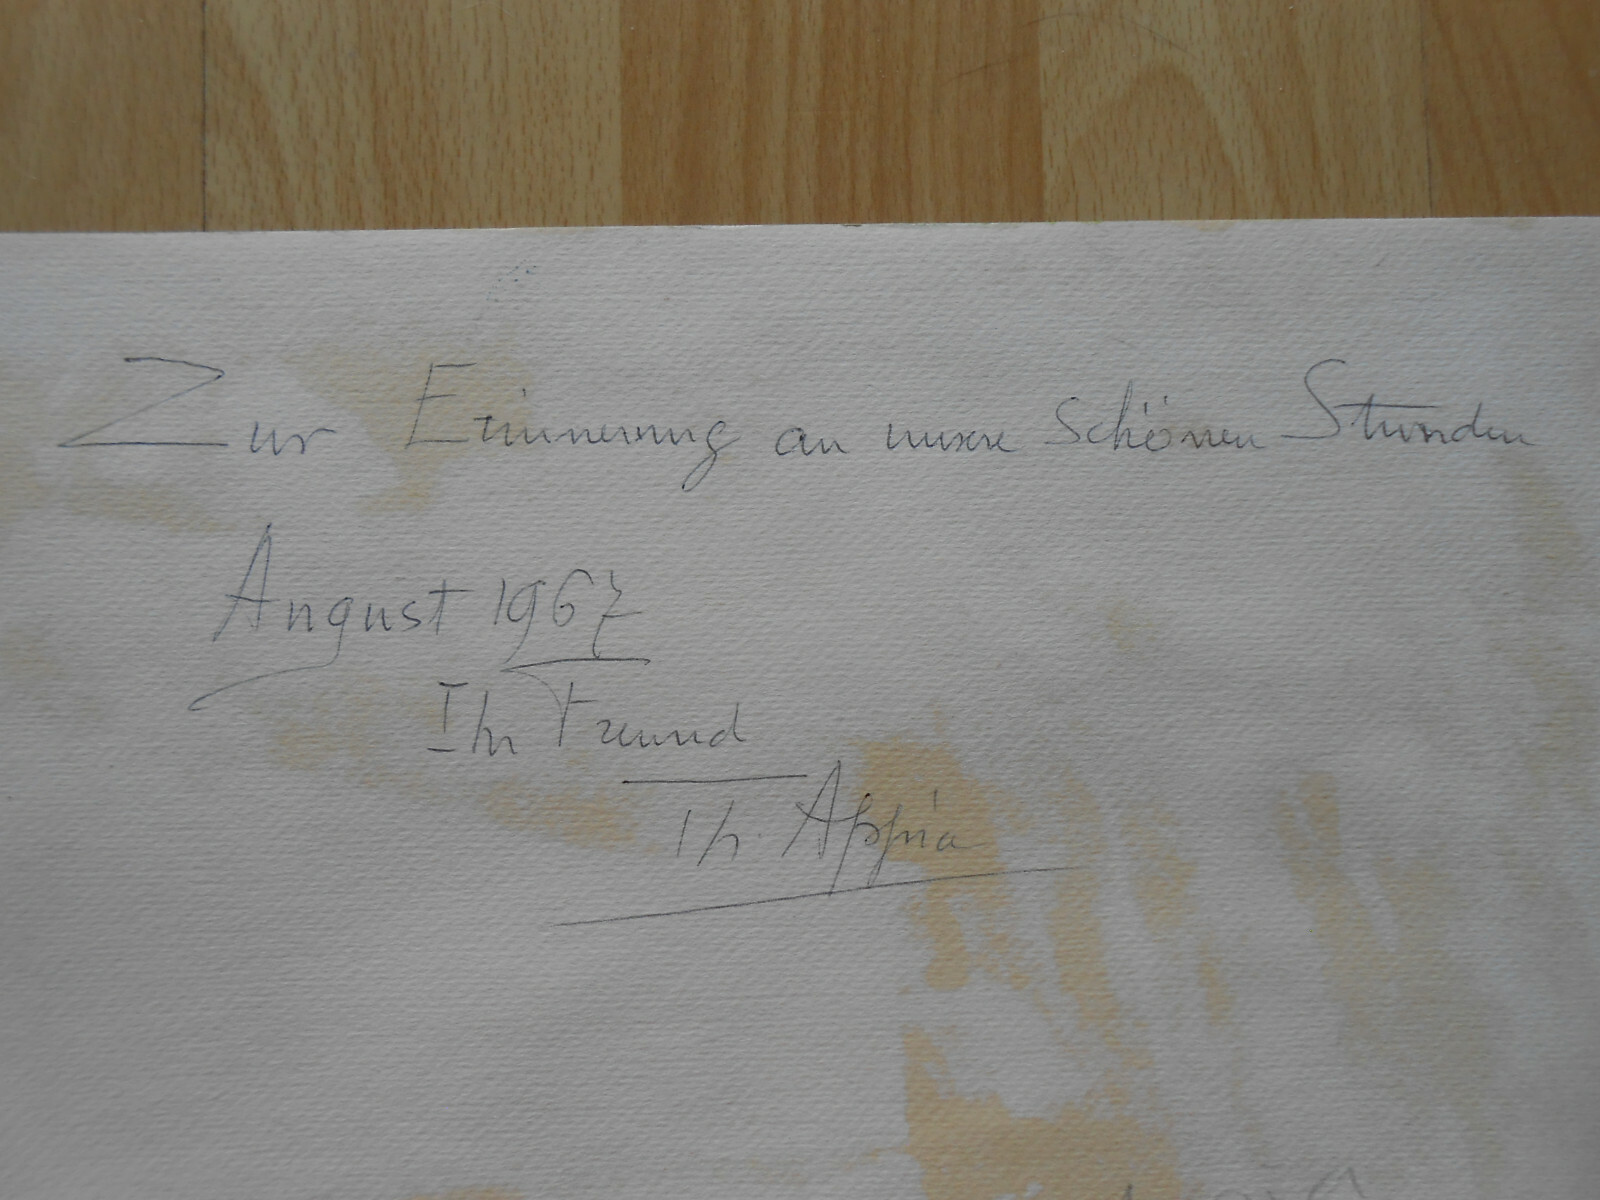 Zur Erinnerung an unsere schönen Stunden
August 1967
Ihr Freund
Th. Appia